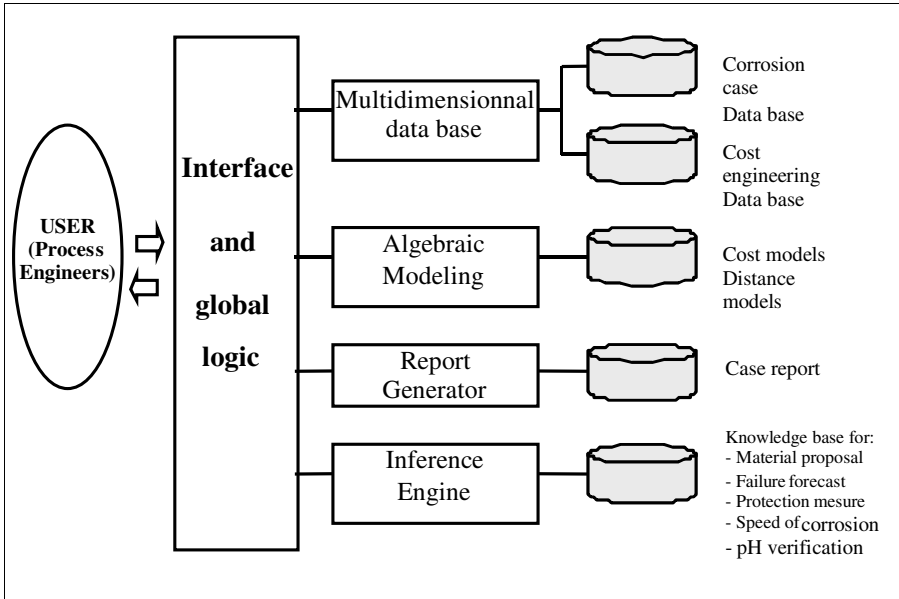 USER
(Process
Engineers)
Interface
and
global
logic
Multidimensionnal
data base
Corrosion
case
Data base
Cost
engineering
Data base
Algebraic
Modeling
Cost models
Distance
models
Report
Generator
Case report
Inference
Engine
Knowledge base for:
- Material proposal
- Failure forecast
- Protection mesure
- Speed of corrosion
- pH verification